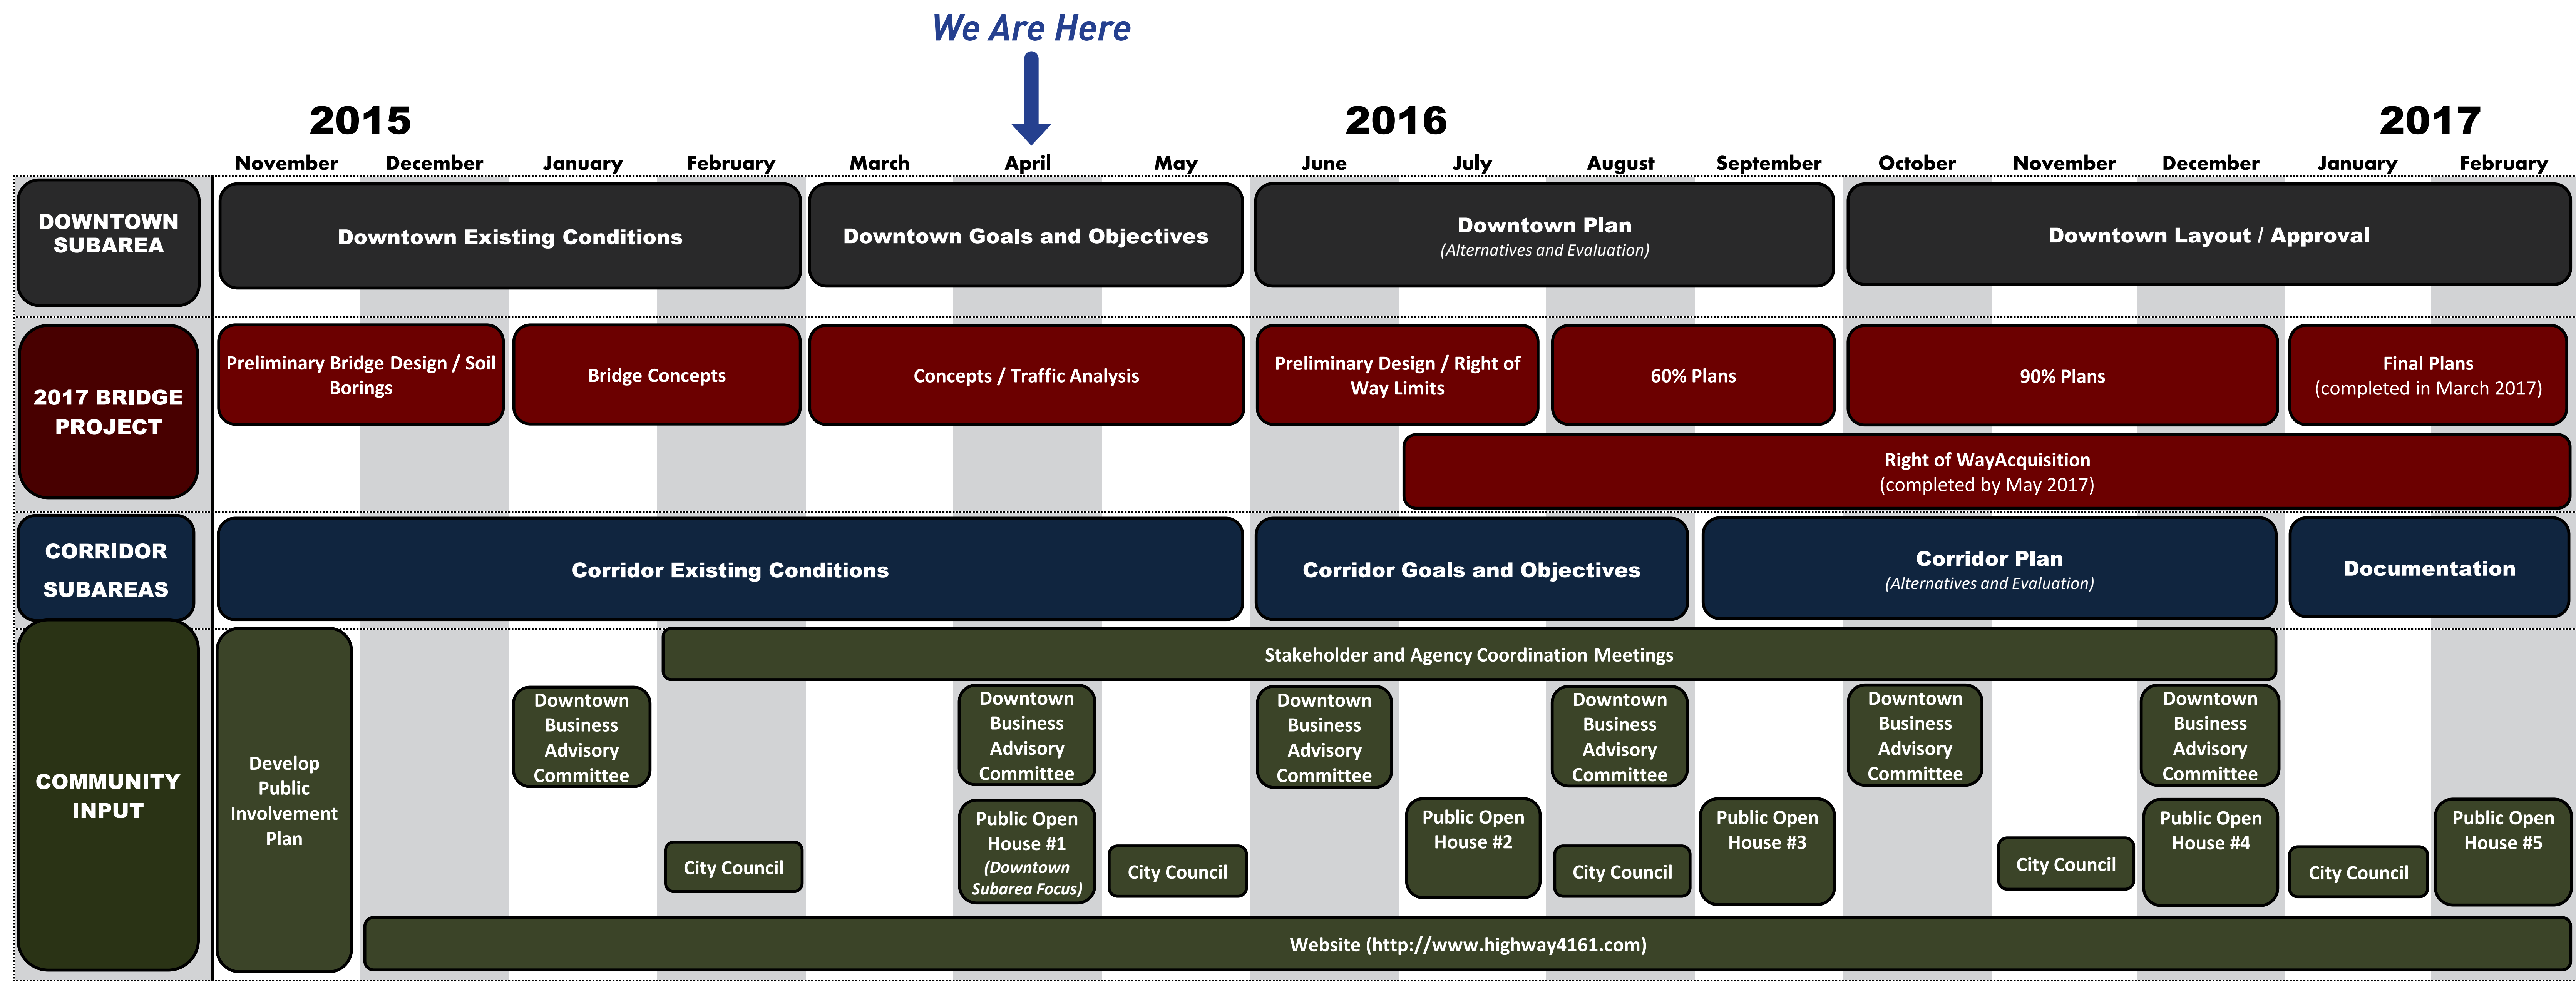 We Are Here
2015
2016
2017
November
December
January
February
March
April
May
June
July
August
September
October
November
December
January
February
DOWNTOWN
SUBAREA
Downtown Existing Conditions
Downtown Goals and Objectives
Downtown Plan
(Alternatives and Evaluation)
Downtown Layout / Approval
2017 BRIDGE
PROJECT
Preliminary Bridge Design / Soil
Borings
Bridge Concepts
Concepts / Traffic Analysis
Preliminary Design / Right of
Way Limits
60% Plans
90% Plans
Final Plans
(completed in March 2017)
Right of WayAcquisition
(completed by May 2017)
CORRIDOR
SUBAREAS
Corridor Existing Conditions
Corridor Goals and Objectives
Corridor Plan
(Alternatives and Evaluation)
Documentation
COMMUNITY
INPUT
Develop
Public
Involvement
Plan
Stakeholder and Agency Coordination Meetings
Downtown
Business
Advisory
Committee
Downtown
Business
Advisory
Committee
Downtown
Business
Advisory
Committee
Downtown
Business
Advisory
Committee
Downtown
Business
Advisory
Committee
Downtown
Business
Advisory
Committee
City Council
Public Open
House #1
(Downtown
Subarea Focus)
City Council
Public Open
House #2
City Council
Public Open
House #3
City Council
Public Open
House #4
City Council
Public Open
House #5
Website (http://www.highway4161.com)